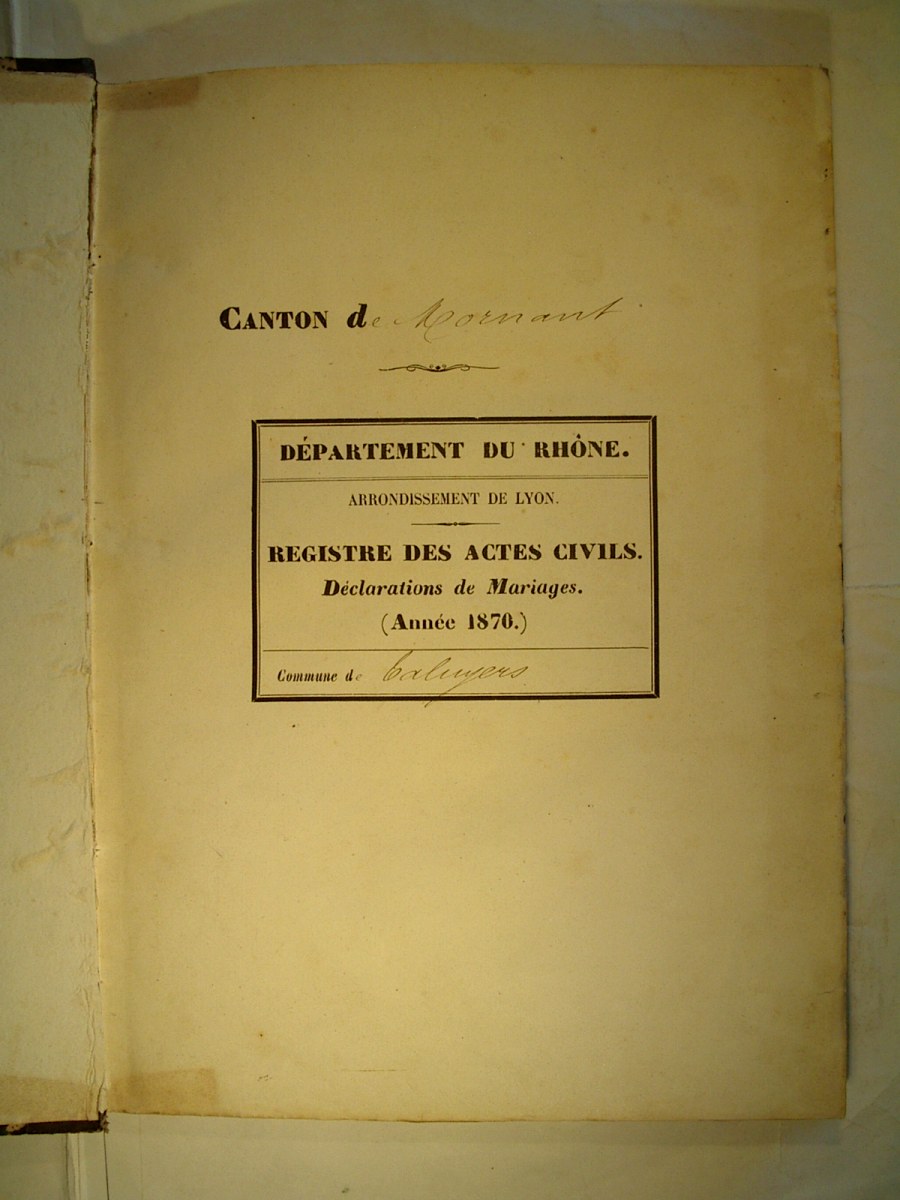 CANTON de Mornant
DÉPARTEMENT DU RHÔNE.
ARRONDISSEMENT DE LYON.
REGISTRE DES ACTES CIVILS.
Déclarations de Mariages.
(Année 1870.)
Commune de Taluyers